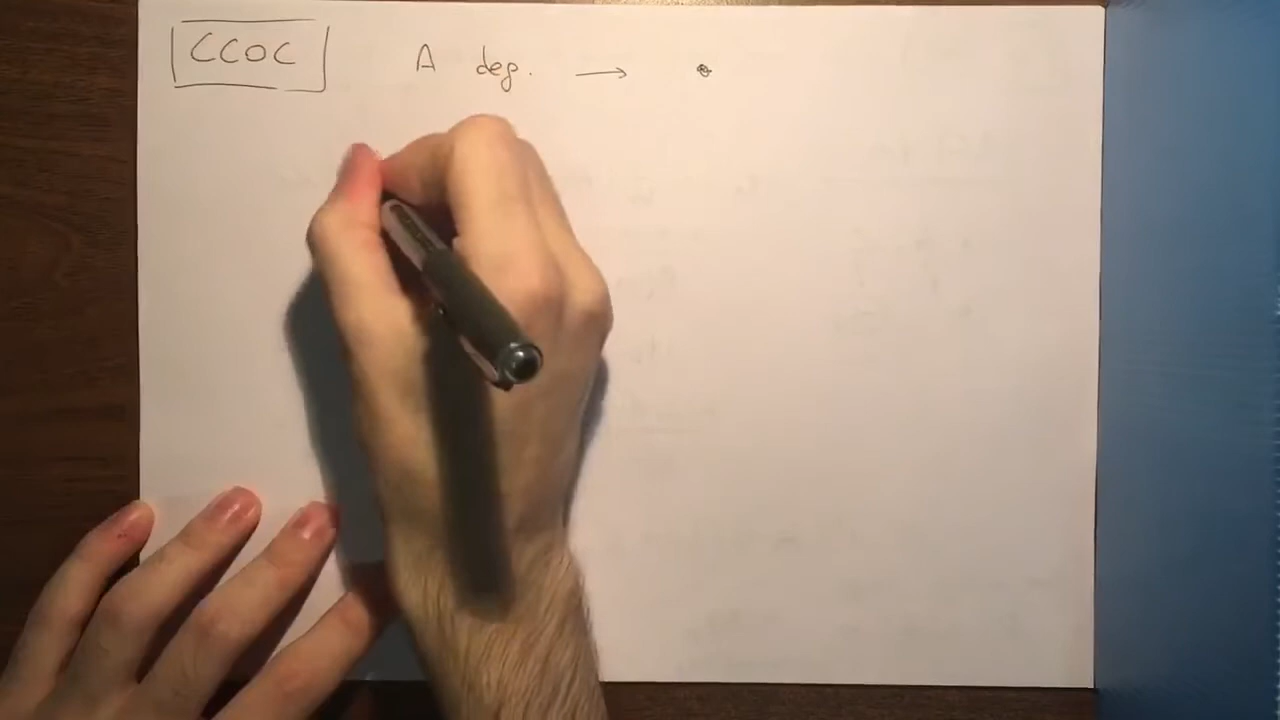 CCOC A deg. →